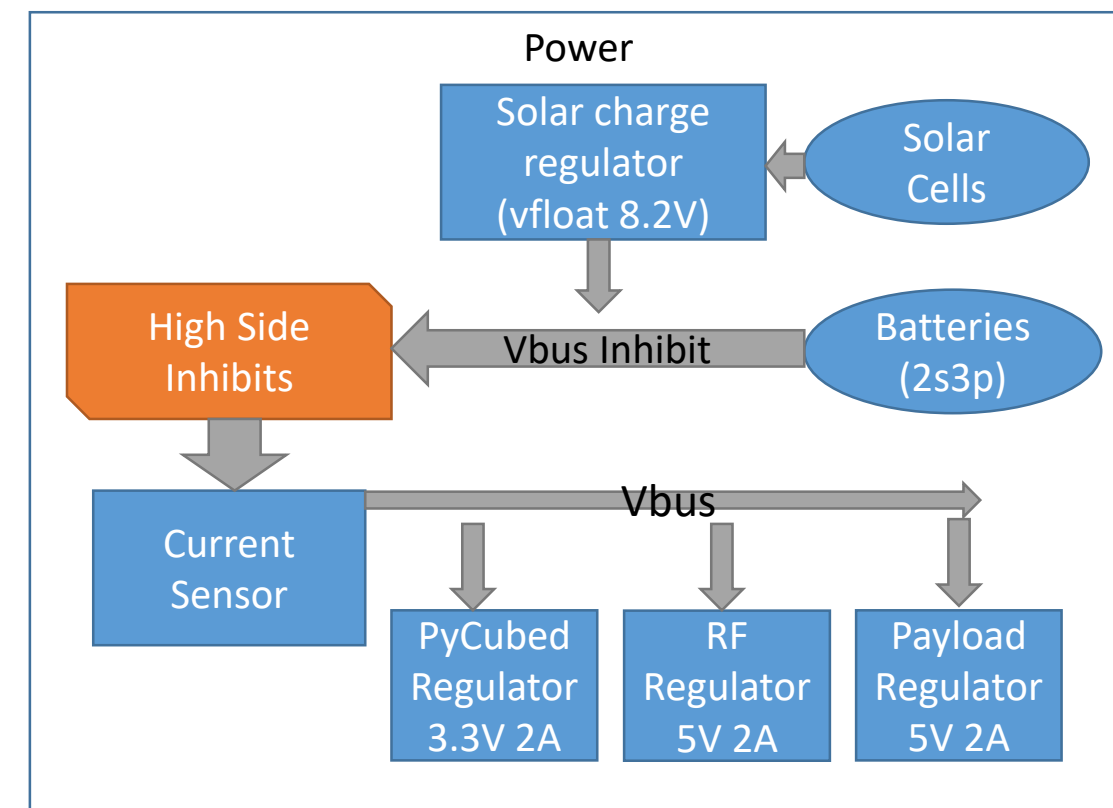 Power
Solar charge
regulator
(vfloat 8.2V)
Solar
Cells
High Side
Inhibits
Vbus Inhibit
Batteries
(2s3p)
Current
Sensor
Vbus
PyCubed
Regulator
3.3V 2A
RF
Regulator
5V 2A
Payload
Regulator
5V 2A